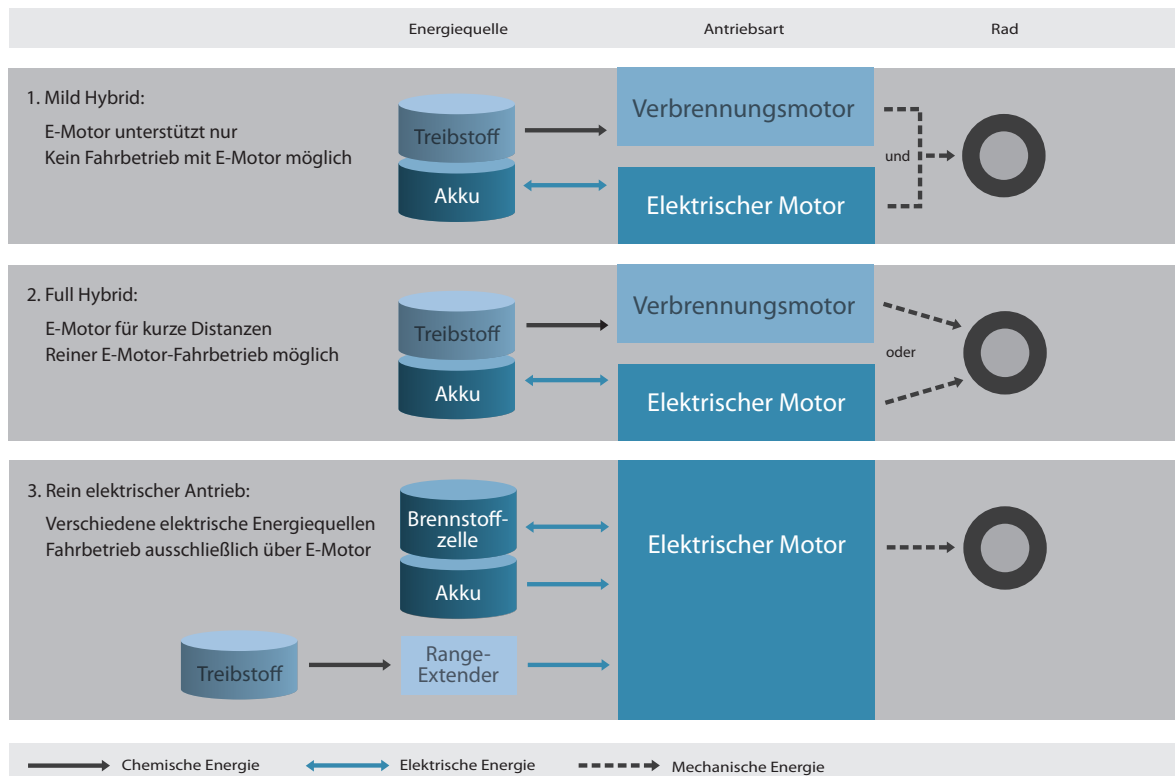 Energiequelle Antriebsart Rad
1. Mild Hybrid:
E-Motor unterstützt nur
Kein Fahrbetrieb mit E-Motor möglich
Treibstoff
Akku
Verbrennungsmotor
Elektrischer Motor
und
2. Full Hybrid:
E-Motor für kurze Distanzen
Reiner E-Motor-Fahrbetrieb möglich
Treibstoff
Akku
Verbrennungsmotor
Elektrischer Motor
oder
3. Rein elektrischer Antrieb:
Verschiedene elektrische Energiequellen
Fahrbetrieb ausschließlich über E-Motor
Brennstoff-
zelle
Akku
Elektrischer Motor
Treibstoff
Range-
Extender
Chemische Energie Elektrische Energie Mechanische Energie